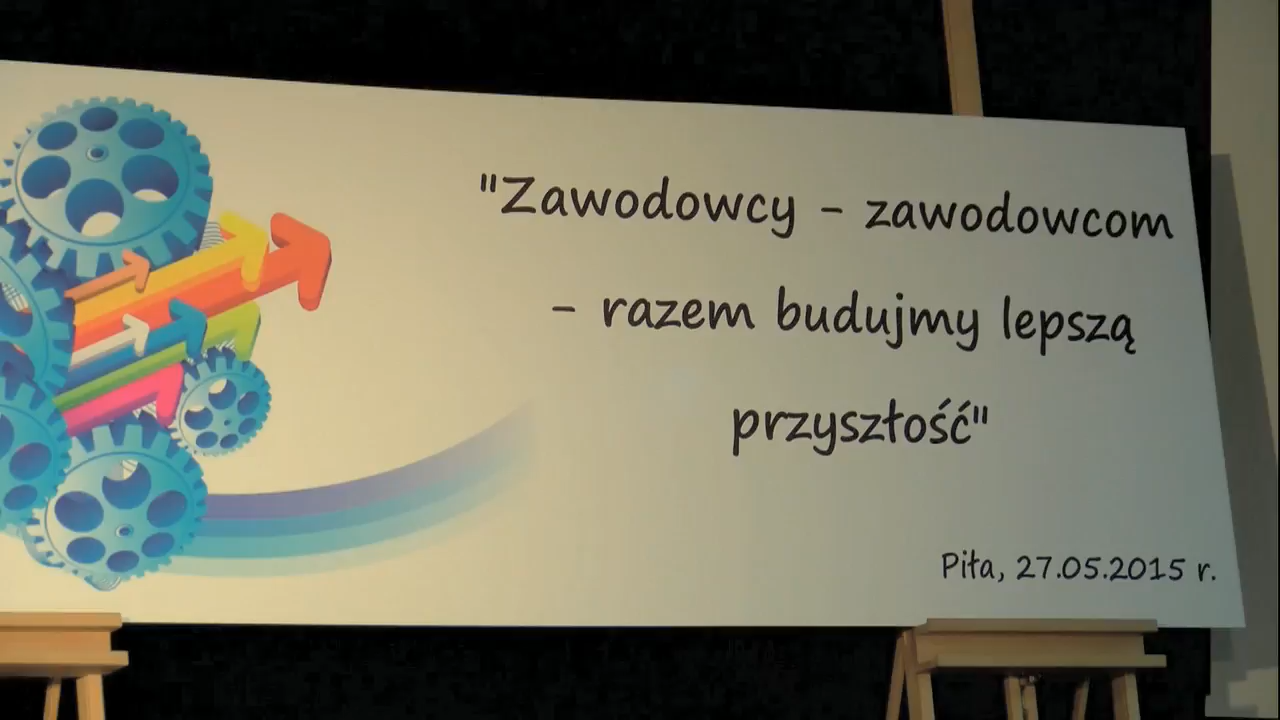 "Zawodowcy - zawodowcom
- razem budujmy lepszą
przyszłość"
Piła, 27.05.2015 r.